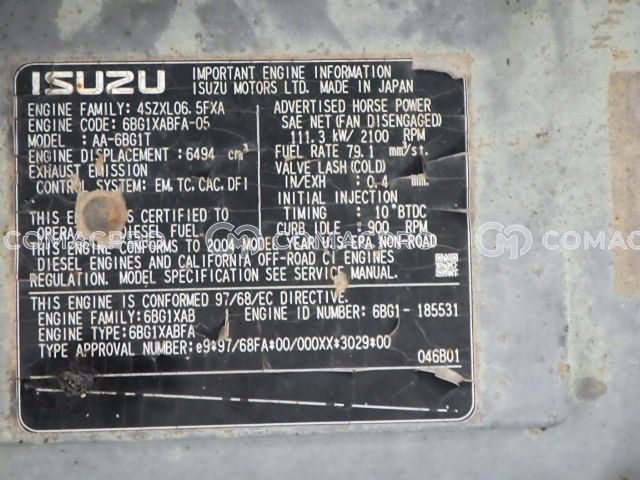 ISUZU
IMPORTANT ENGINE INFORMATION
ISUZU MOTORS LTD. MADE IN JAPAN
ENGINE FAMILY: 4SZXL06.5FXA
ENGINE CODE: 6BG1XABFA-05
MODEL : AA-6BG1T
ENGINE DISPLACEMENT:6494 cm³
EXHAUST EMISSION
CONTROL SYSTEM: EM,TC,CAC,DFI
ADVERTISED HORSE POWER
SAE NET(FAN DISENGAGED)
111.3 kW/ 2100 RPM
FUEL RATE 79.1 mm³/st.
VALVE LASH(COLD)
IN/EXH : 0.4 mm.
INITIAL INJECTION
TIMING : 10°BTDC
CURB IDLE : 900 RPM
THIS IS CERTIFIED TO
DIESEL FUEL
THIS ENGINE CONFORMS TO 2004 MODEL YEAR U.S EPA NON-ROAD
DIESEL ENGINES AND CALIFORNIA OFF-ROAD CI ENGINES
REGULATION. MODEL SPECIFICATION SEE SERVICE MANUAL.
THIS ENGINE IS CONFORMED 97/68/EC DIRECTIVE.
ENGINE FAMILY:6BG1XAB
ENGINE ID NUMBER: 6BG1- 185531
ENGINE TYPE:6BG1XABFA
TYPE APPROVAL NUMBER: e9*97/68FA*00/000XX*3029*00
046B01
COMACRO
COMACRO